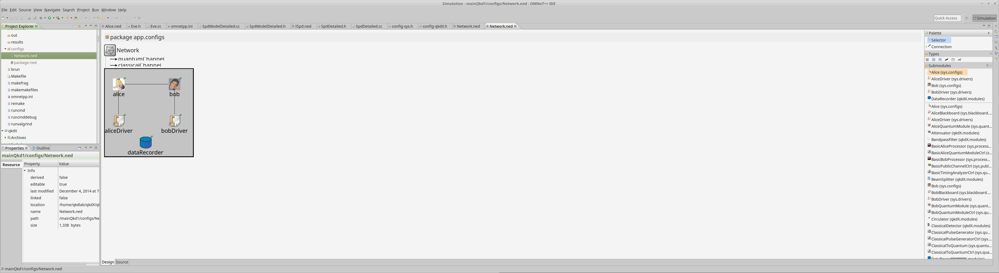 Simulation - mainQkd1/configs/Network.ned - OMNeT++ IDE
File Edit Source View Navigate Search Project Run Window Help
Quick Access
Simulation
Project Explorer
out
results
configs
Network.ned
package.ned
brun
Makefile
makefrag
makemakefiles
omnetpp.ini
remake
runcmd
runcmddebug
runvalgrind
qkdX
Archives
Properties
Outline
mainQkd1/configs/Network.ned
Resource
Property Value
Info
derived false
editable true
last modified December 4, 2014 at 7
linked false
location /home/qkdlab/qkdX/q
name Network.ned
path /mainQkd1/configs/Ne
size 1,338 bytes
Alice.ned Eve.h Eve.cc omnetpp.ini SpdModelDetailed.cc SpdModelDetailed.h ISpd.ned SpdDetailed.h SpdDetailed.cc config-sys.h config-qkdX.h Network.ned Network.ned
package app.configs
Network
quantumChannel
classicalChannel
alice
bob
aliceDriver
bobDriver
dataRecorder
Design Source
Palette
Selector
Connection
Types
Submodules
Alice (sys.configs)
AliceDriver (sys.drivers)
Bob (sys.configs)
BobDriver (sys.drivers)
DataRecorder (qkdX.modules)
Alice (sys.configs)
AliceBlackboard (sys.blackboard....
AliceDriver (sys.drivers)
AliceQuantumModule (sys.quant...
Attenuator (qkdX.modules)
BandpassFilter (qkdX.modules)
BasicAliceProcessor (sys.process...
BasicAliceQuantumModuleCtrl (s...
BasicBobProcessor (sys.process...
BasicPublicChannelCtrl (sys.publ...
BasicTimingAnalyzerCtrl (sys.qu...
BeamSplitter (qkdX.modules)
Bob (sys.configs)
BobBlackboard (sys.blackboard....
BobDriver (sys.drivers)
BobQuantumModule (sys.quant...
BobQuantumModuleCtrl (sys.qu...
Circulator (qkdX.modules)
ClassicalDetector (qkdX.modules)
ClassicalPulseGenerator (sys.qu...
ClassicalPulseGeneratorCtrl (sys....
ClassicalToQuantum (sys.quantu...
ClassicalToQuantumCtrl (sys.qua...
mainQkd1/configs/Network.ned